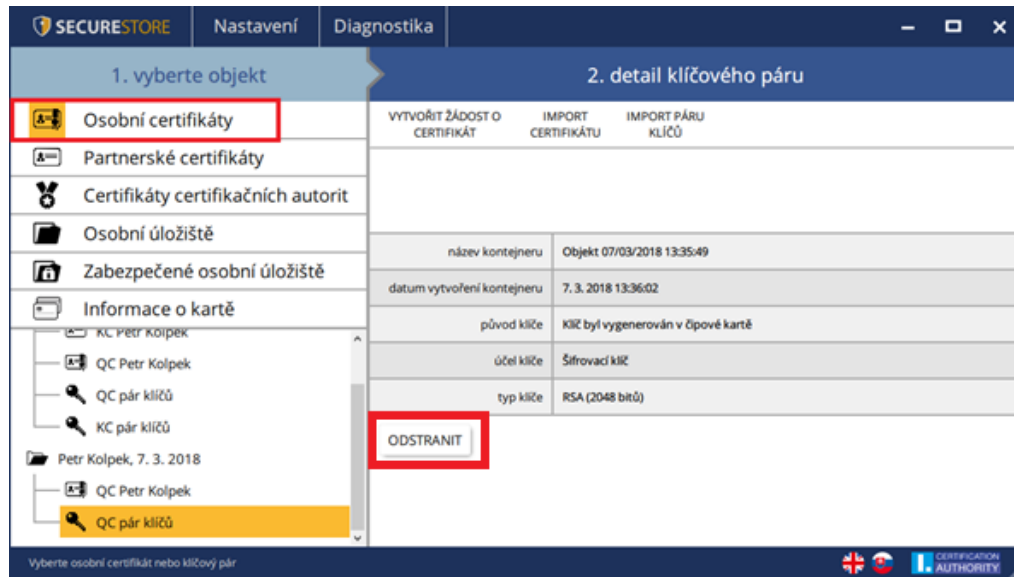 SECURESTORE
Nastavení
Diagnostika
1. vyberte objekt
2. detail klíčového páru
Osobní certifikáty
Partnerské certifikáty
Certifikáty certifikačních autorit
Osobní úložiště
Zabezpečené osobní úložiště
Informace o kartě
KC Petr Kolpek
QC Petr Kolpek
QC pár klíčů
KC pár klíčů
Petr Kolpek, 7. 3. 2018
QC Petr Kolpek
QC pár klíčů
VYTVOŘIT ŽÁDOST O
CERTIFIKÁT
IMPORT
CERTIFIKÁTU
IMPORT PÁRU
KLÍČŮ
název kontejneru Objekt 07/03/2018 13:35:49
datum vytvoření kontejneru 7. 3. 2018 13:36:02
původ klíče Klíč byl vygenerován v čipové kartě
účel klíče Šifrovací klíč
typ klíče RSA (2048 bitů)
ODSTRANIT
Vyberte osobní certifikát nebo klíčový pár
I. CERTIFICATION
AUTHORITY